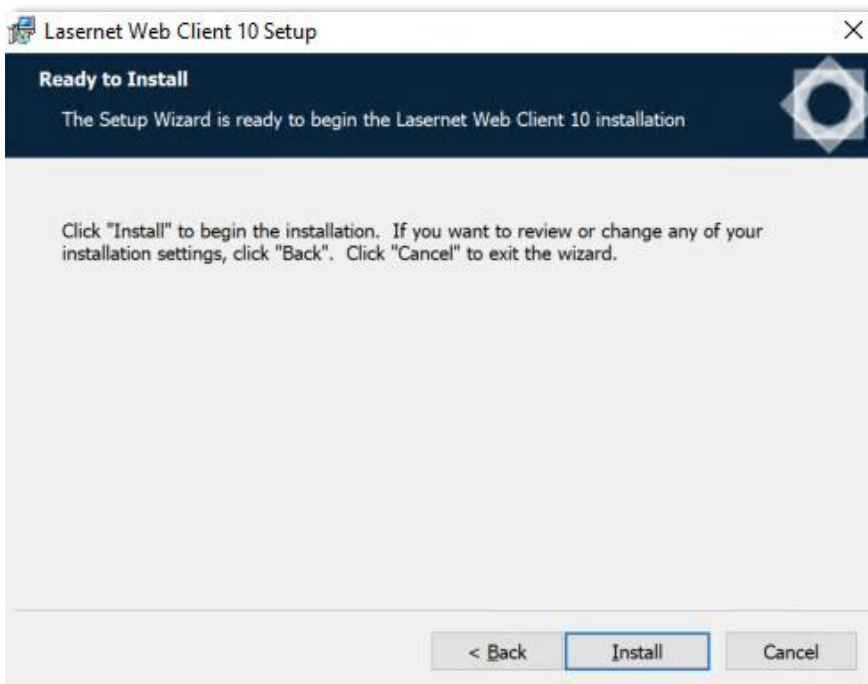 Lasernet Web Client 10 Setup
Ready to Install
The Setup Wizard is ready to begin the Lasernet Web Client 10 installation
Click "Install" to begin the installation.  If you want to review or change any of your
installation settings, click "Back".  Click "Cancel" to exit the wizard.
< Back
Install
Cancel